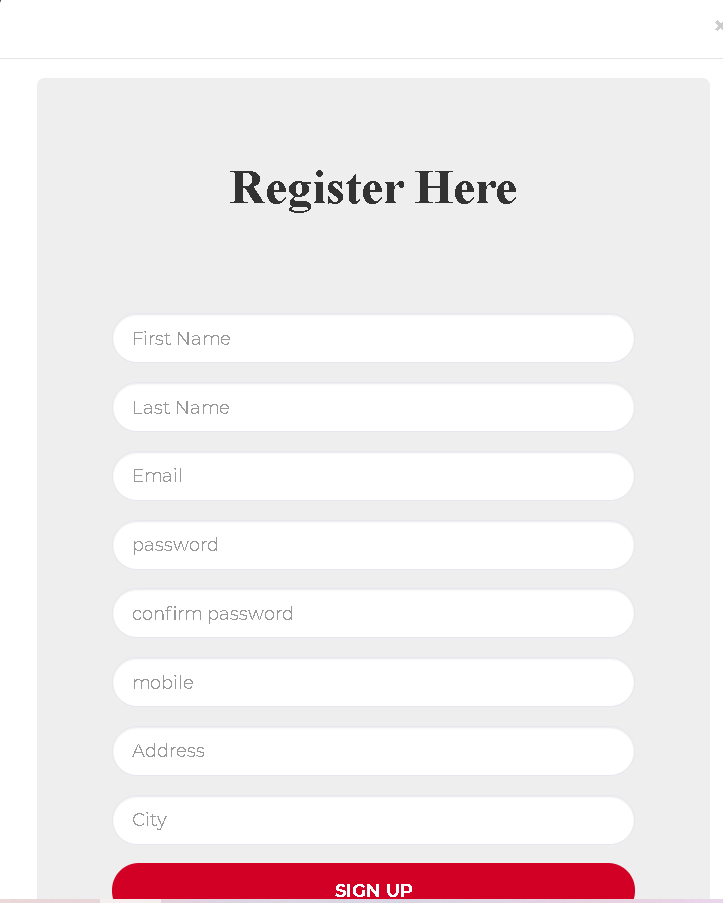 Register Here
First Name
Last Name
Email
password
confirm password
mobile
Address
City
SIGN UP